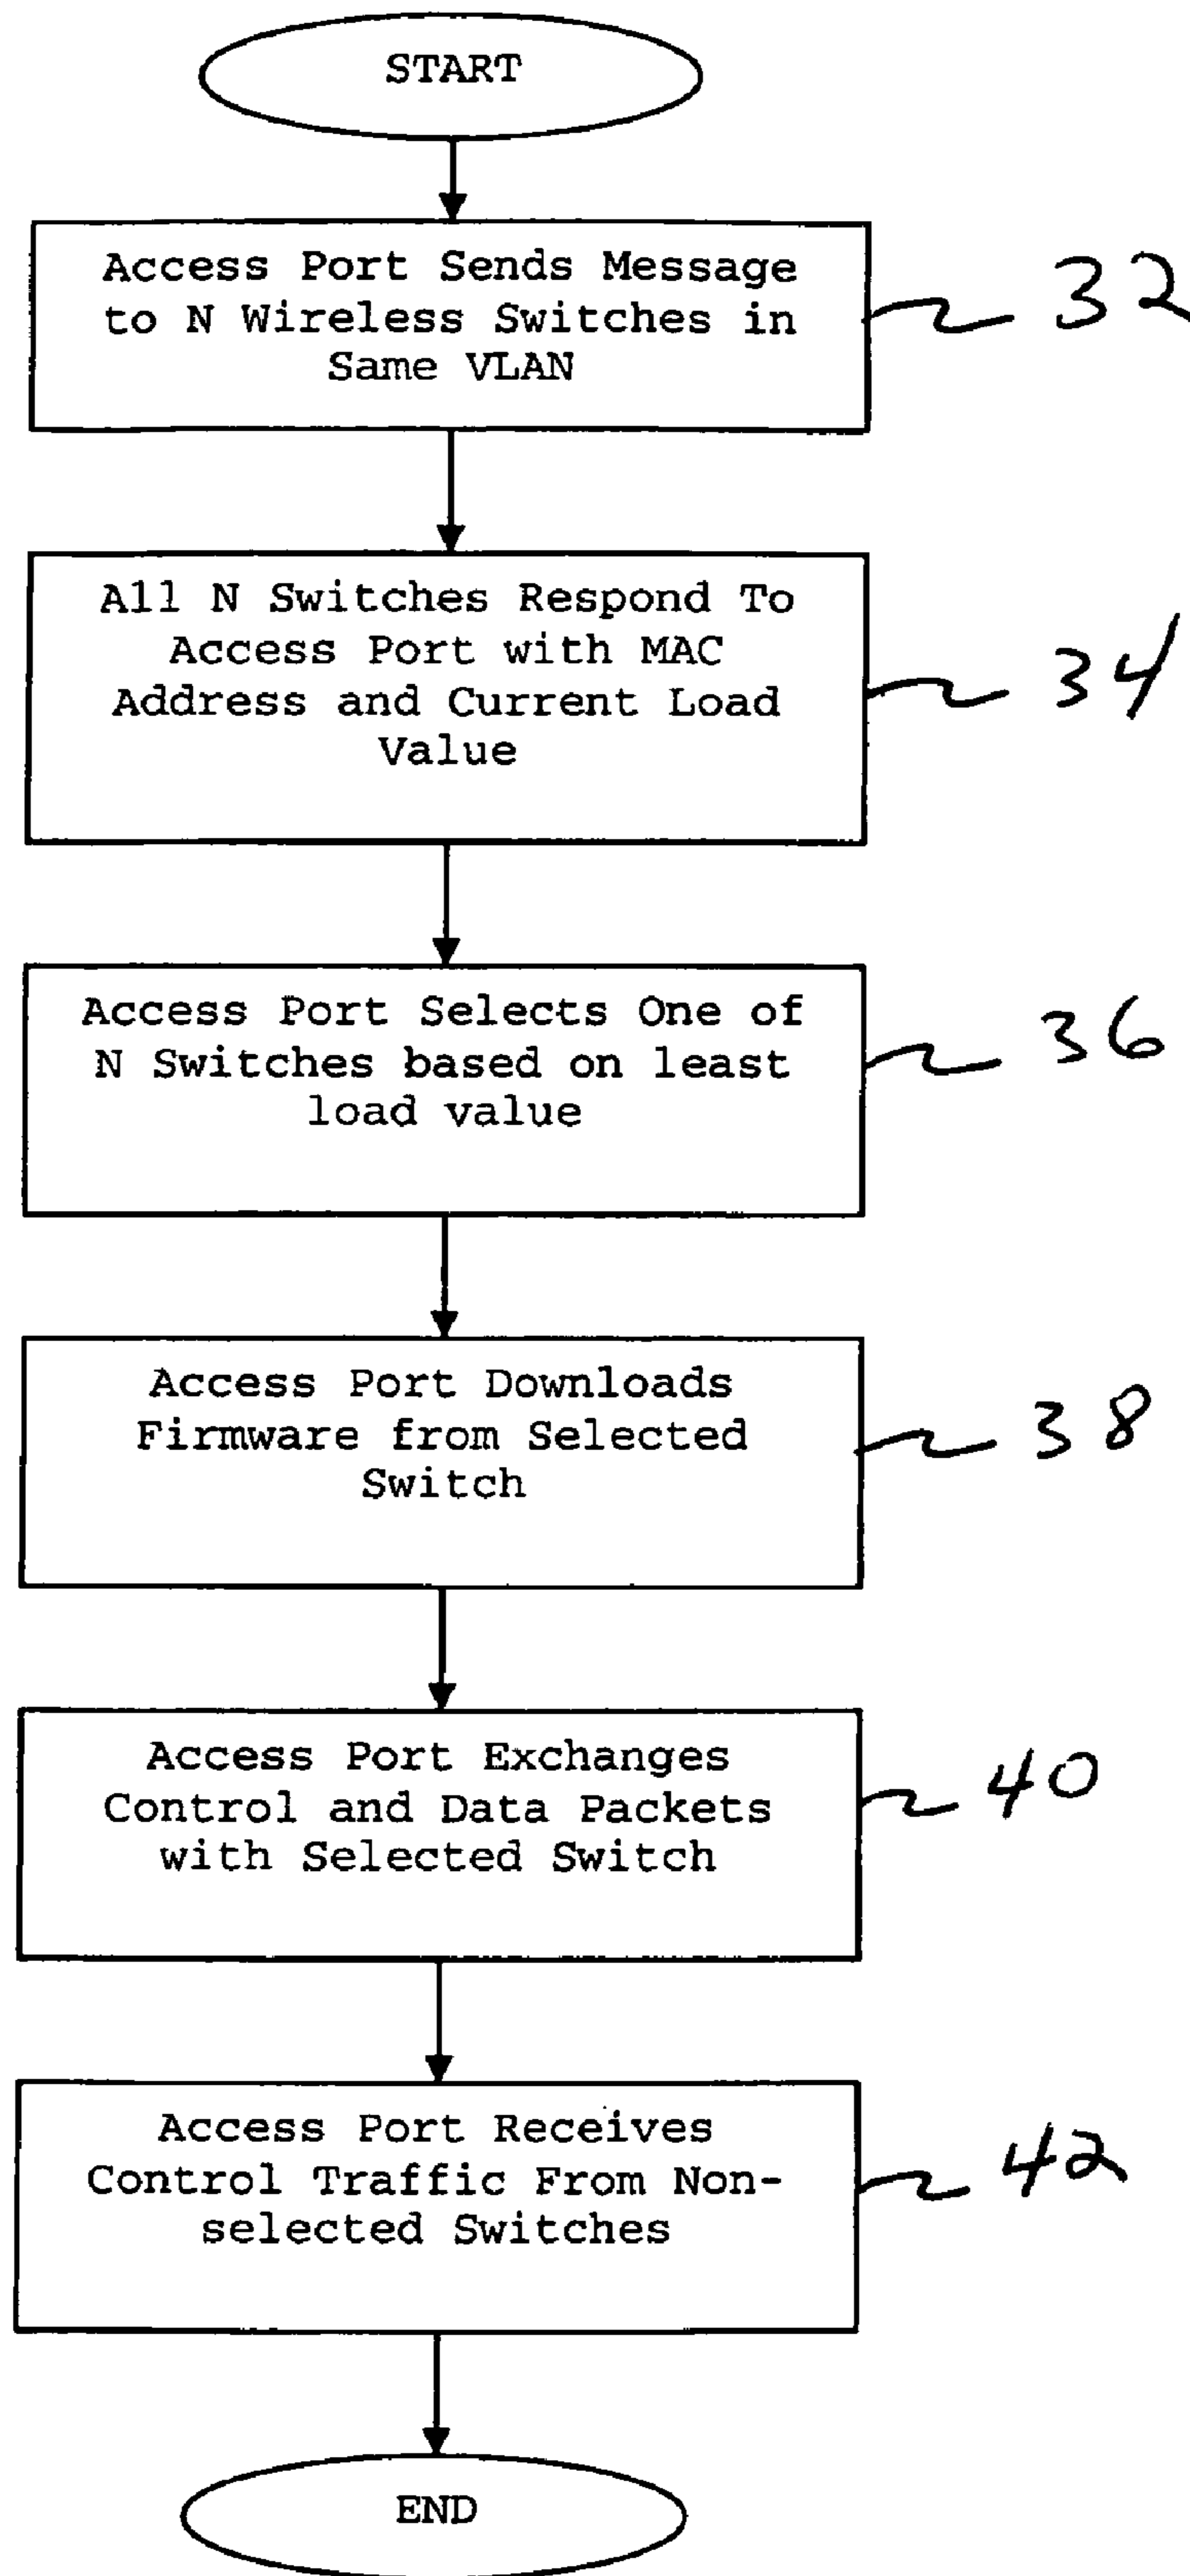 START
Access Port Sends Message
to N Wireless Switches in
Same VLAN
32
All N Switches Respond To
Access Port with MAC
Address and Current Load
Value
34
Access Port Selects One of
N Switches based on least
load value
36
Access Port Downloads
Firmware from Selected
Switch
38
Access Port Exchanges
Control and Data Packets
with Selected Switch
40
Access Port Receives
Control Traffic From Non-
selected Switches
42
END